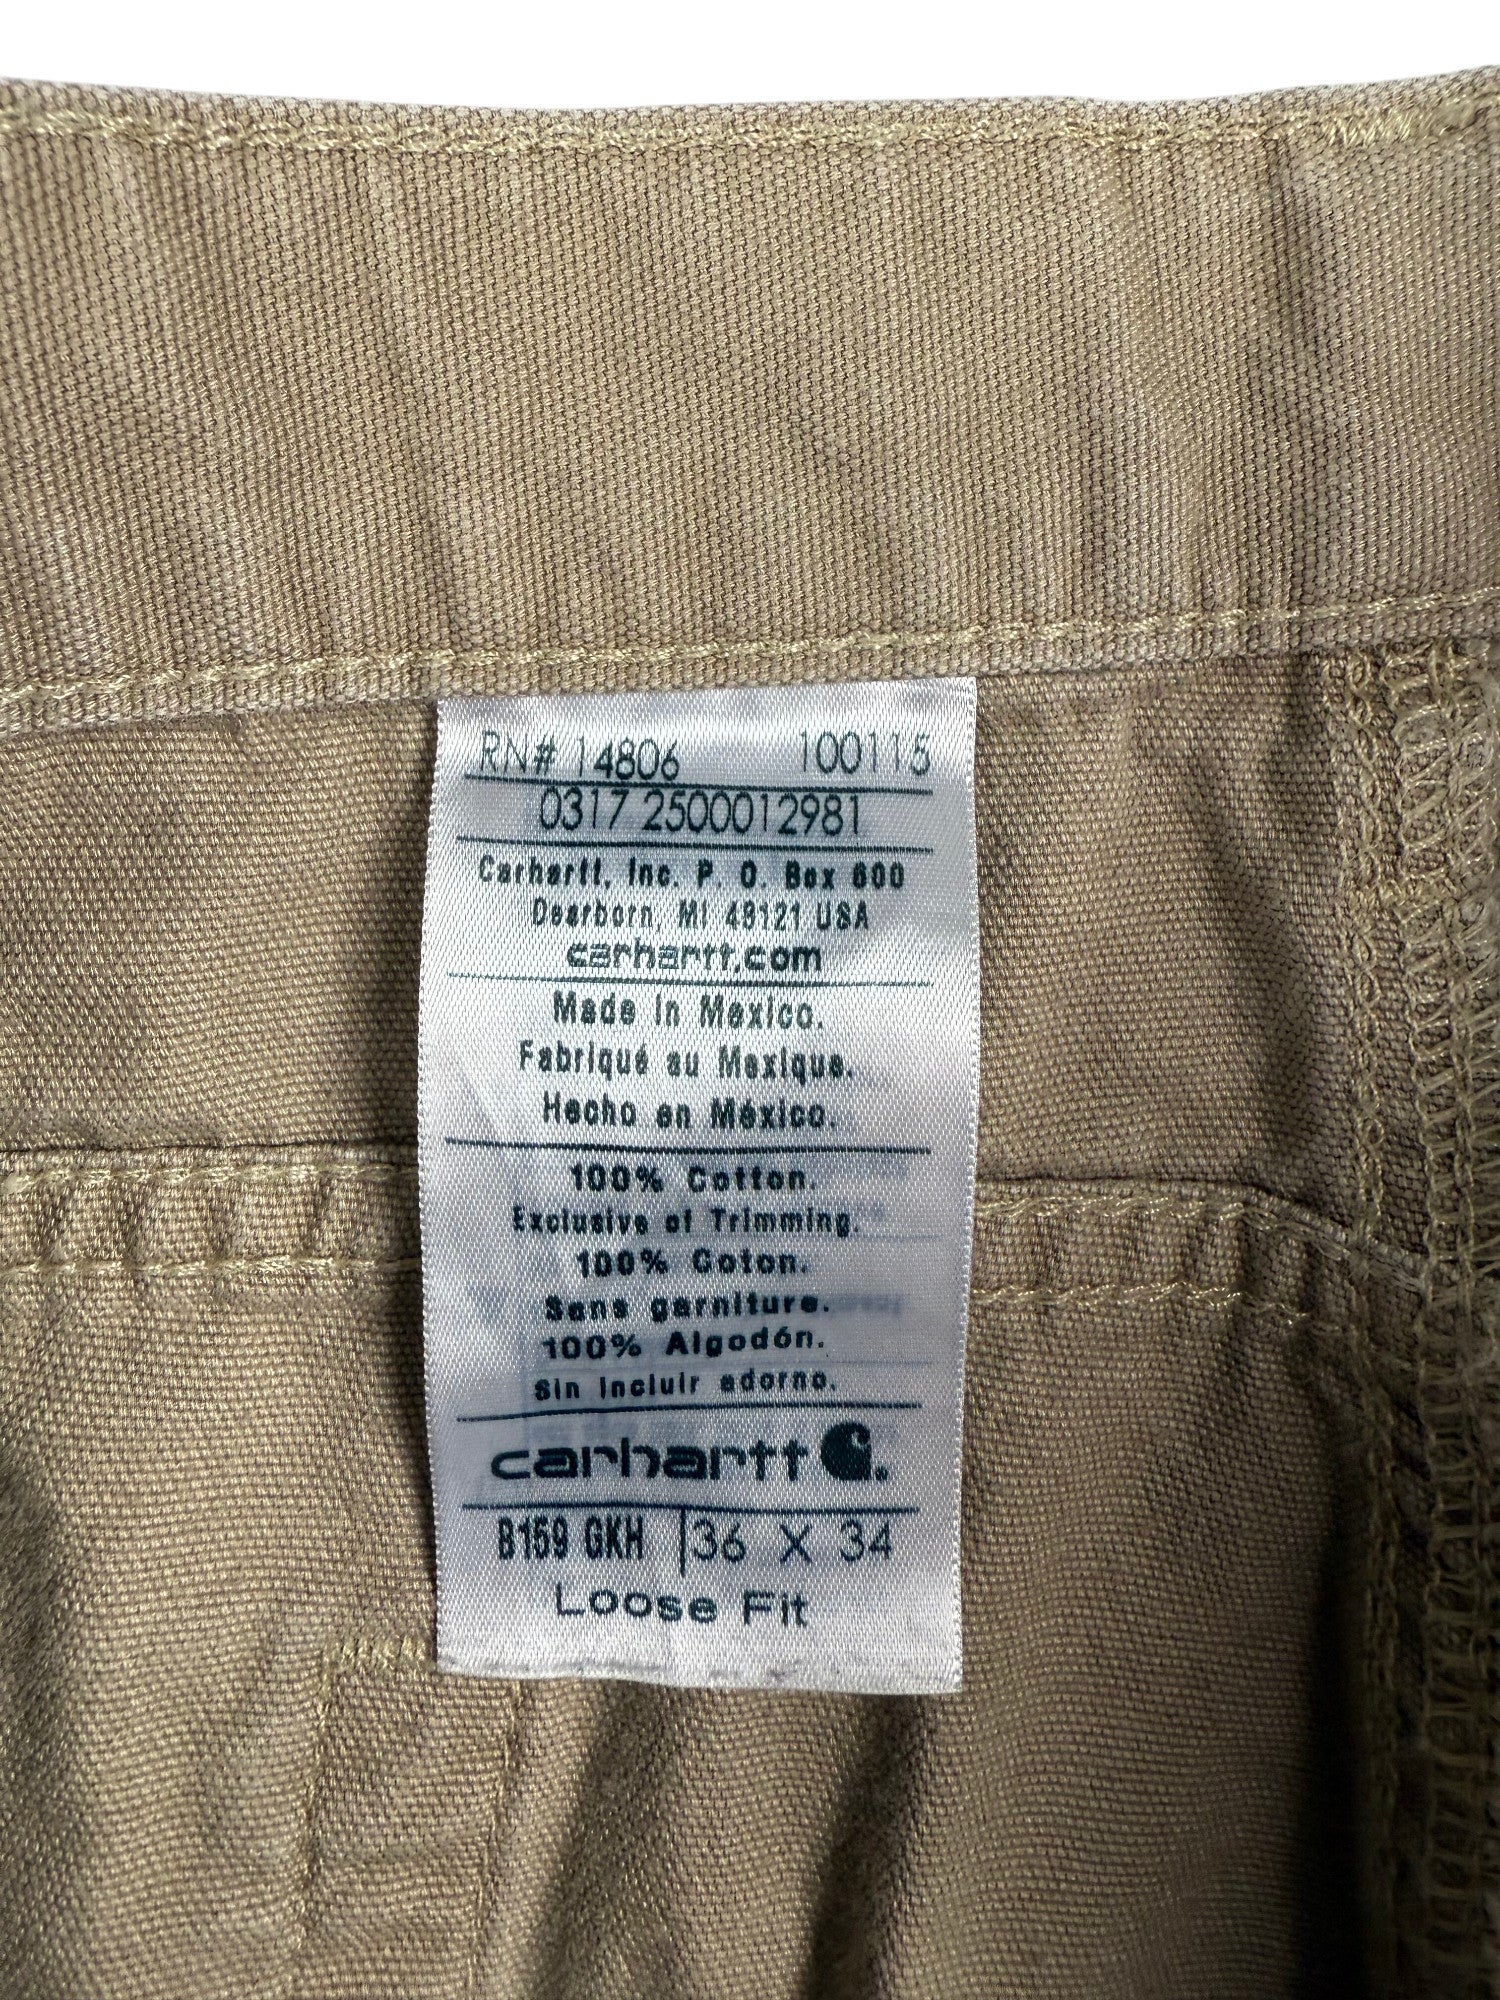 RN# 14806 100115
0317 2500012981
Carhartt, Inc. P. O. Box 600
Dearborn, MI 48121 USA
carhartt.com
Made in Mexico.
Fabriqué au Mexique.
Hecho en México.
100% Cotton.
Exclusive of Trimming.
100% Coton.
Sans garniture.
100% Algodón.
Sin incluir adorno.
carhartt
B159 GKH 36 X 34
Loose Fit